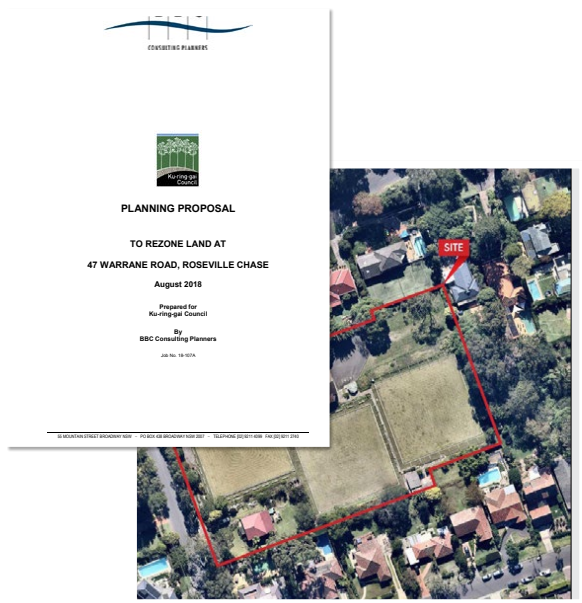 CONSULTING PLANNERS
Ku-ring-gai
Council
PLANNING PROPOSAL
TO REZONE LAND AT
47 WARRANE ROAD, ROSEVILLE CHASE
August 2018
Prepared for
Ku-ring-gai Council
By
BBC Consulting Planners
Job No. 18-107A
55 MOUNTAIN STREET BROADWAY NSW ~ PO BOX 438 BROADWAY NSW 2007 ~ TELEPHONE [02] 9211 4099 FAX [02] 9211 2740
SITE